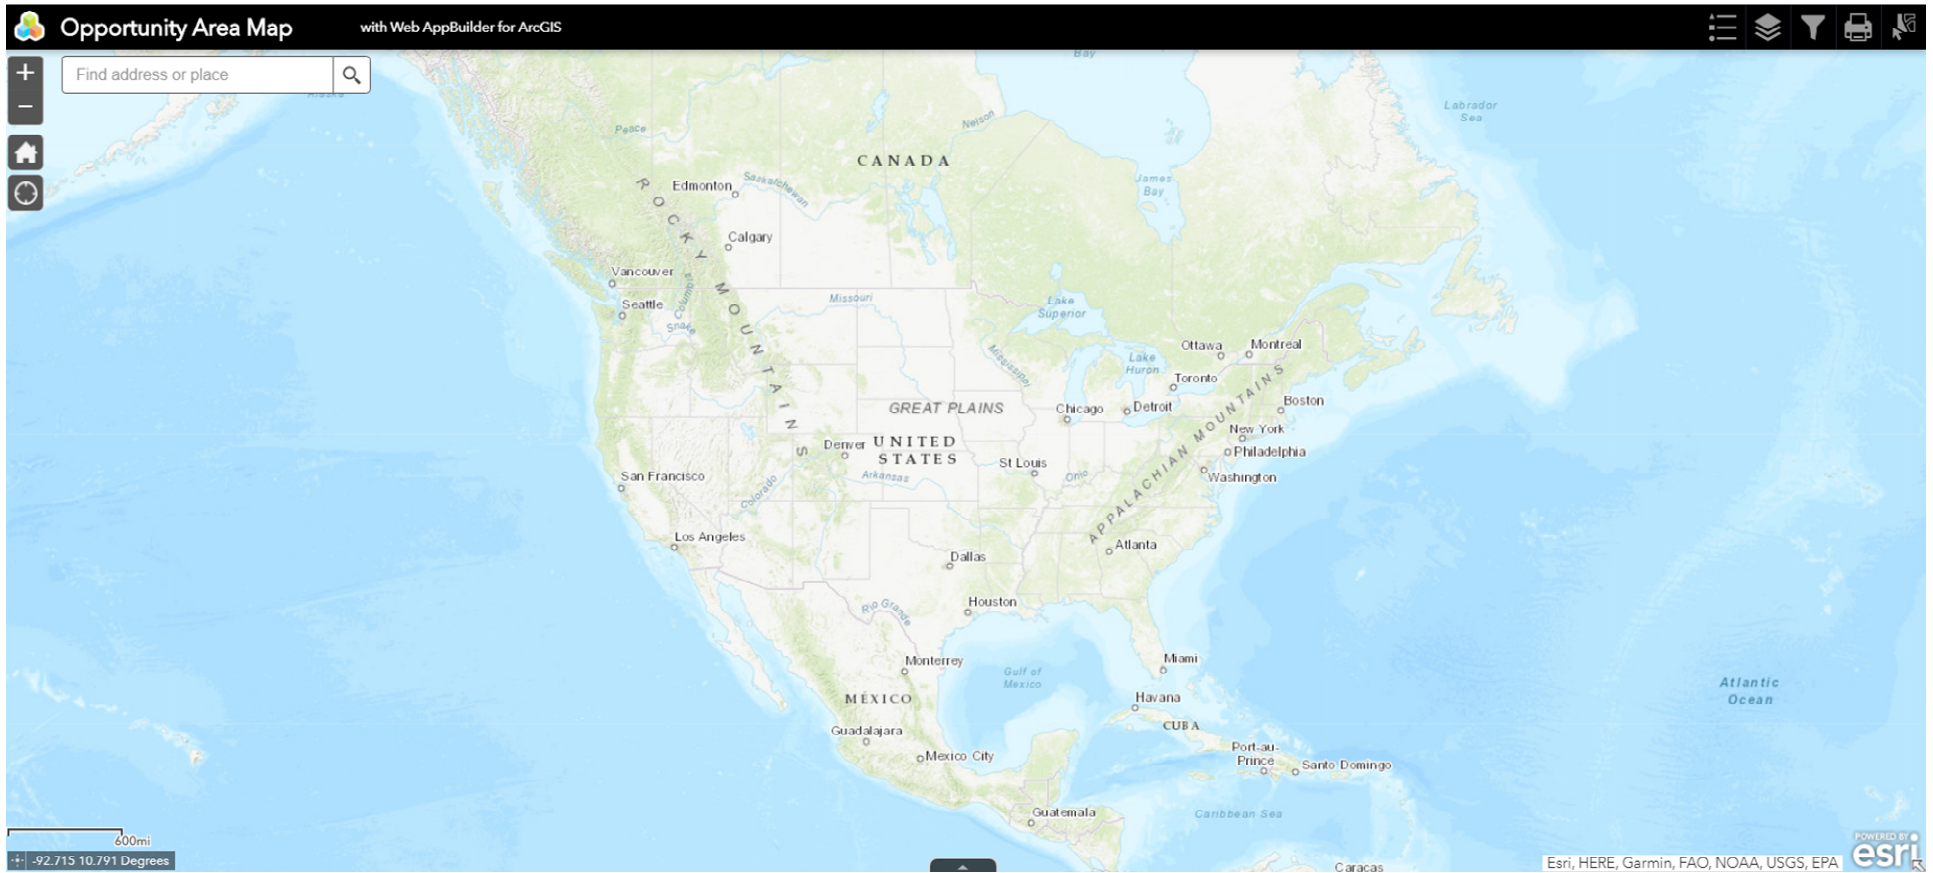 Opportunity Area Map
with Web AppBuilder for ArcGIS
Find address or place
Bay
Alaska
Labrador
Sea
Peace
Nelson
CANADA
James
Bay
Edmonton
Saskatchewan
ROCKY MOUNTAINS
Calgary
Vancouver
Columbia
Seattle
Snake
Missouri
Lake
Superior
Mississippi
Ottawa
Montreal
Lake
Huron
Toronto
GREAT PLAINS
Chicago
Detroit
Boston
APPALACHIAN MOUNTAINS
New York
Denver
UNITED
STATES
Philadelphia
St Louis
Ohio
Washington
San Francisco
Colorado
Arkansas
Los Angeles
Atlanta
Dallas
Houston
Rio Grande
Monterrey
Gulf of
Mexico
Miami
Atlantic
Ocean
MÉXICO
Havana
CUBA
Guadalajara
Mexico City
Port-au-
Prince
Santo Domingo
Guatemala
Caribbean Sea
600mi
-92.715 10.791 Degrees
Caracas
Esri, HERE, Garmin, FAO, NOAA, USGS, EPA
POWERED BY
esri